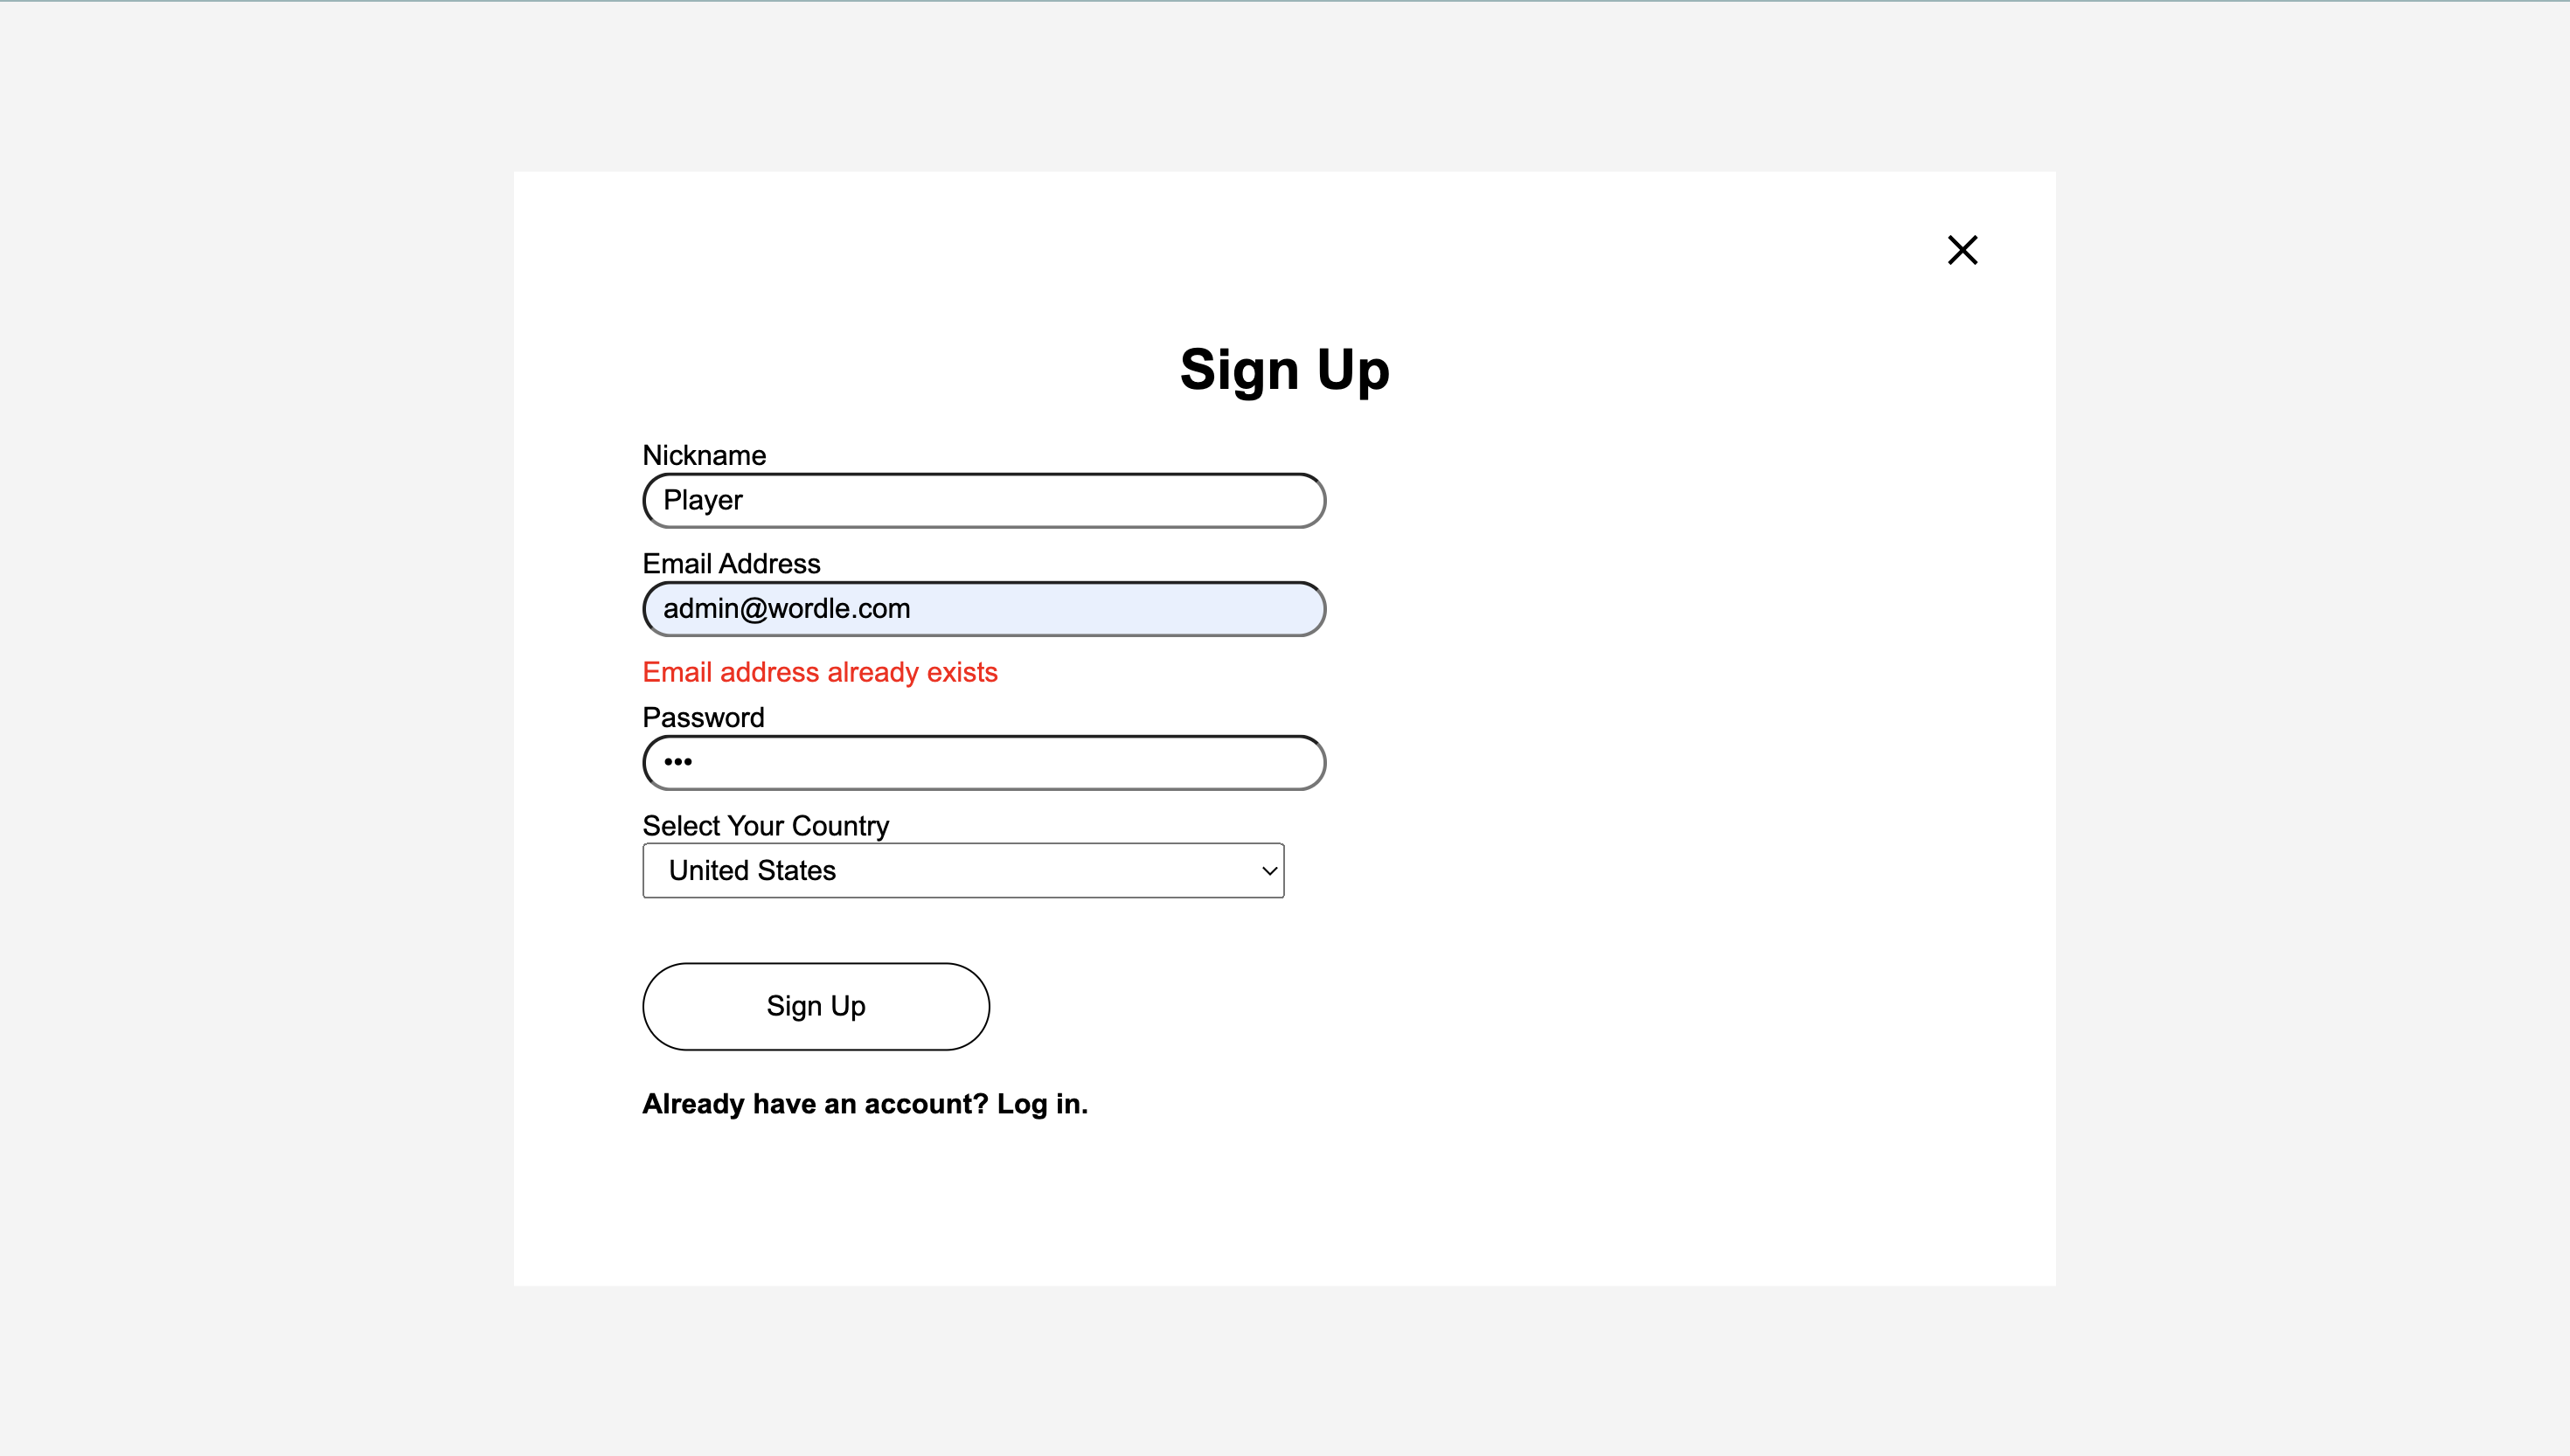 Sign Up
Nickname
Player
Email Address
admin@wordle.com
Email address already exists
Password
•••
Select Your Country
United States
Sign Up
Already have an account? Log in.